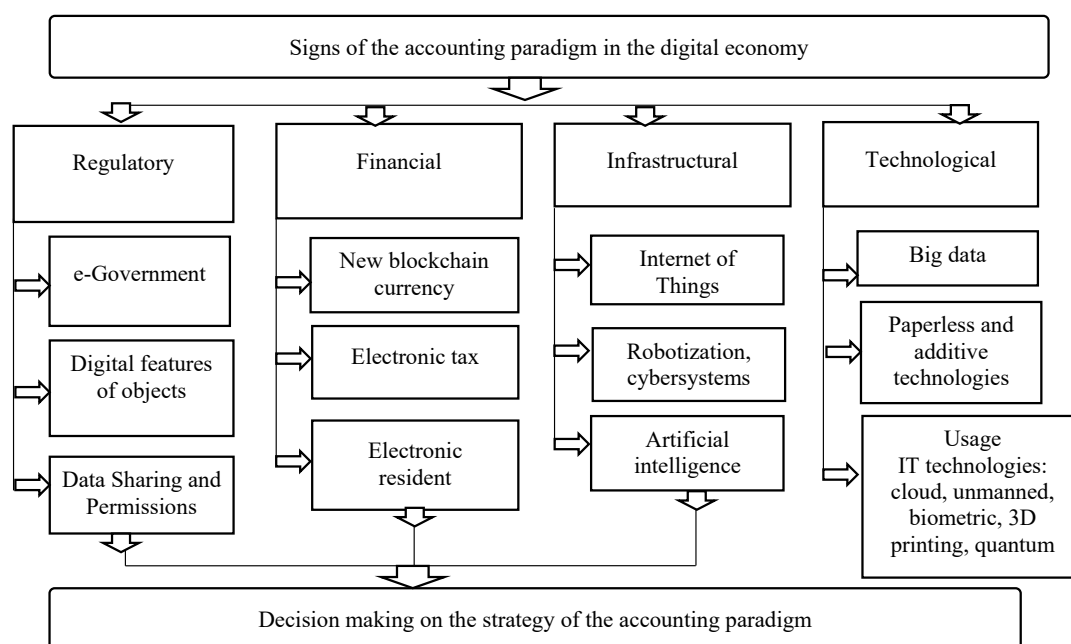 Signs of the accounting paradigm in the digital economy
Regulatory
Financial
Infrastructural
Technological
e-Government
New blockchain
currency
Internet of
Things
Big data
Digital features
of objects
Electronic tax
Robotization,
cybersystems
Paperless and
additive
technologies
Data Sharing and
Permissions
Electronic
resident
Artificial
intelligence
Usage
IT technologies:
cloud, unmanned,
biometric, 3D
printing, quantum
Decision making on the strategy of the accounting paradigm